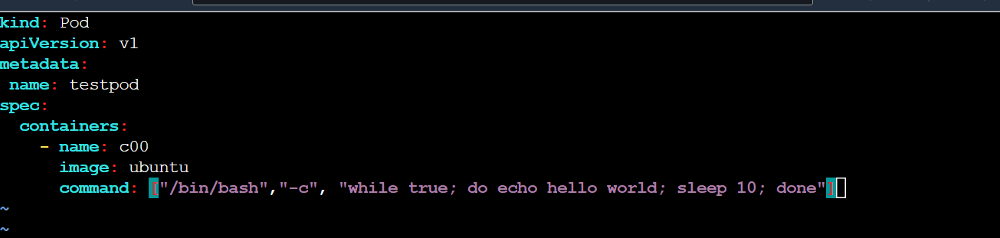 kind: Pod
apiVersion: v1
metadata:
 name: testpod
spec:
  containers:
    - name: c00
      image: ubuntu
      command: ["/bin/bash","-c", "while true; do echo hello world; sleep 10; done"]
~
~